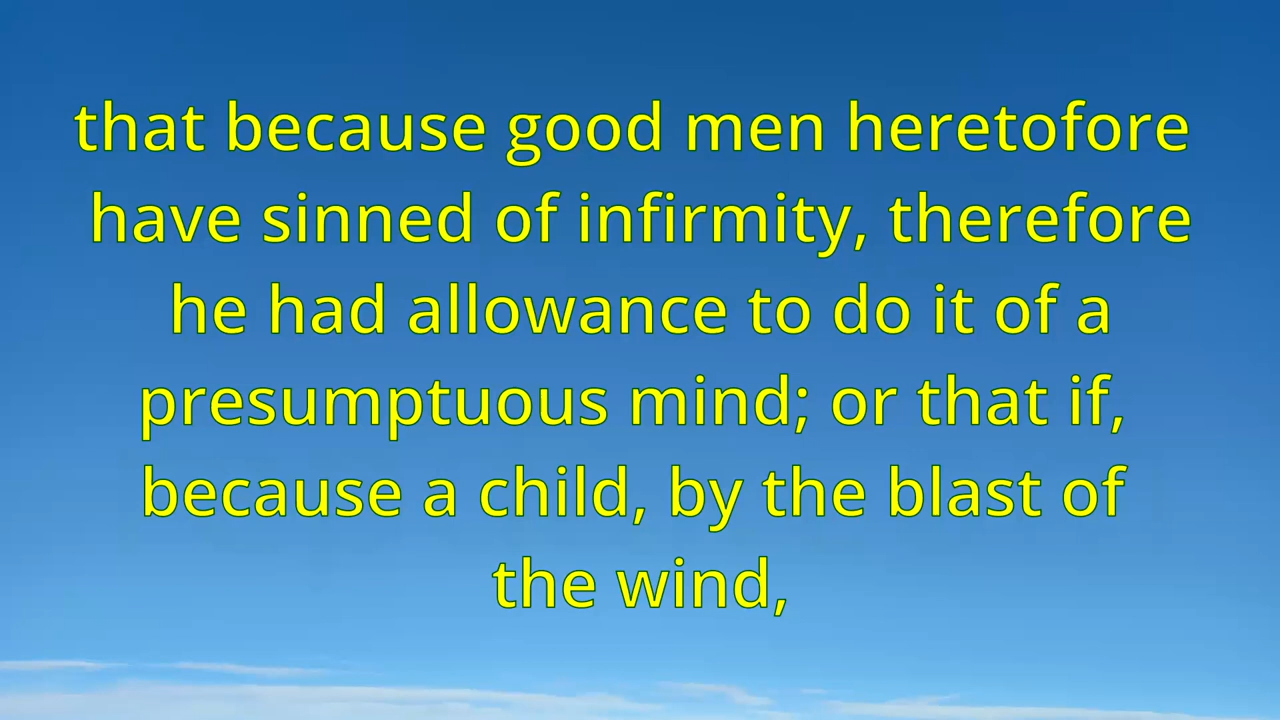 that because good men heretofore
have sinned of infirmity, therefore
he had allowance to do it of a
presumptuous mind; or that if,
because a child, by the blast of
the wind,